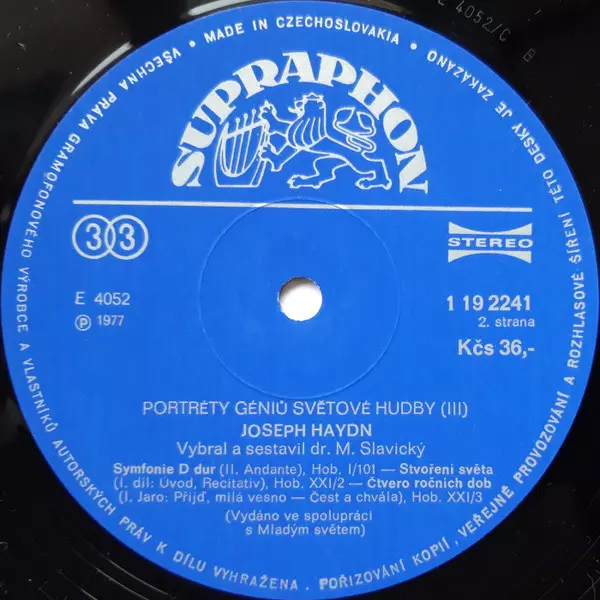 VŠECHNA PRÁVA GRAMOFONOVÉHO VÝROBCE A VLASTNÍKŮ AUTORSKÝCH PRÁV K DÍLU VYHRAŽENA. POŘIZOVÁNÍ KOPIÍ, VEŘEJNÉ PROVOZOVÁNÍ A ROZHLASOVÉ ŠÍŘENÍ TÉTO DESKY JE ZAKÁZÁNO • MADE IN CZECHOSLOVAKIA •
4052/C B
SUPRAPHON
33
STEREO
E 4052
Ⓟ 1977
1 19 2241
2. strana
Kčs 36,-
PORTRÉTY GÉNIŮ SVĚTOVÉ HUDBY (III)
JOSEPH HAYDN
Vybral a sestavil dr. M. Slavický
Symfonie D dur (II. Andante), Hob. I/101 — Stvoření světa
(I. díl: Úvod, Recitativ), Hob. XXI/2 — Čtvero ročních dob
(I. Jaro: Přijď, milá vesno — Čest a chvála), Hob. XXI/3
(Vydáno ve spolupráci
s Mladým světem)